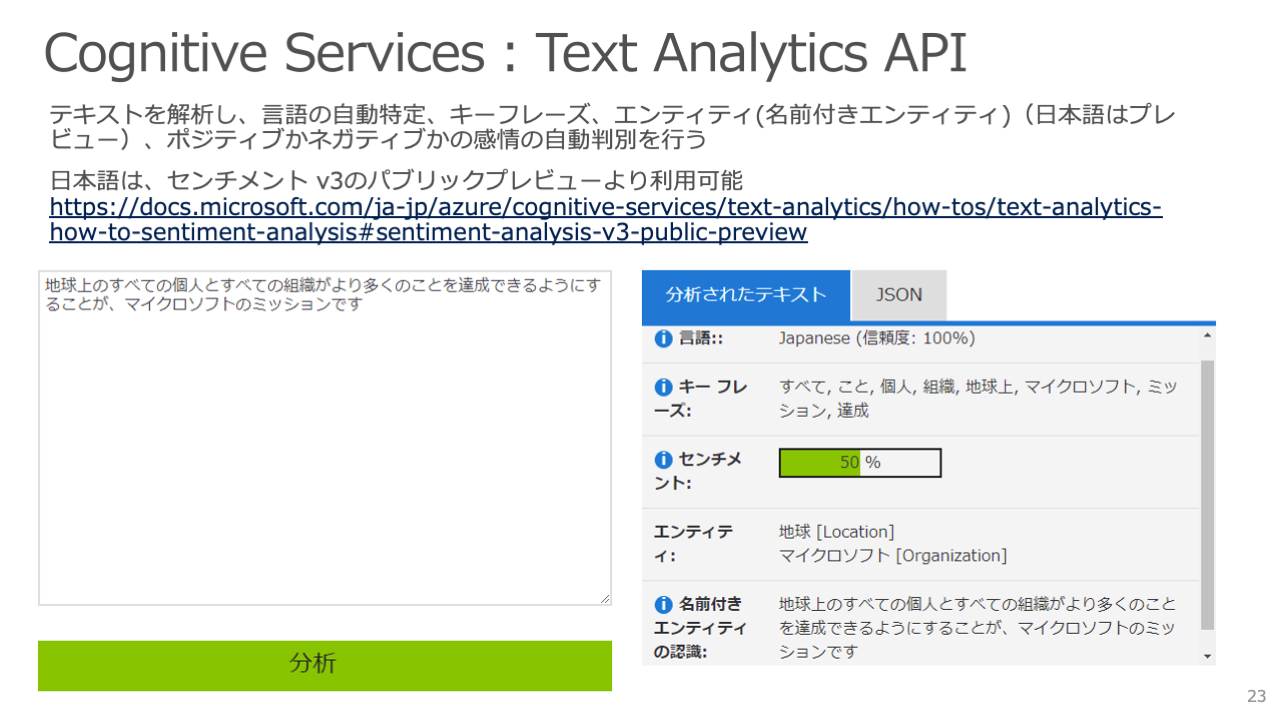 Cognitive Services : Text Analytics API
テキストを解析し、言語の自動特定、キーフレーズ、エンティティ(名前付きエンティティ)（日本語はプレ
ビュー）、ポジティブかネガティブかの感情の自動判別を行う
日本語は、センチメント v3のパブリックプレビューより利用可能
https://docs.microsoft.com/ja-jp/azure/cognitive-services/text-analytics/how-tos/text-analytics-
how-to-sentiment-analysis#sentiment-analysis-v3-public-preview
地球上のすべての個人とすべての組織がより多くのことを達成できるようにす
ることが、マイクロソフトのミッションです
分析
分析されたテキスト JSON
言語:: Japanese (信頼度: 100%)
キー フレ すべて, こと, 個人, 組織, 地球上, マイクロソフト, ミッ
ーズ: ション, 達成
センチメ 50 %
ント:
エンティテ 地球 [Location]
ィ: マイクロソフト [Organization]
名前付き 地球上のすべての個人とすべての組織がより多くのこと
エンティティ を達成できるようにすることが、マイクロソフトのミッ
の認識: ションです
23